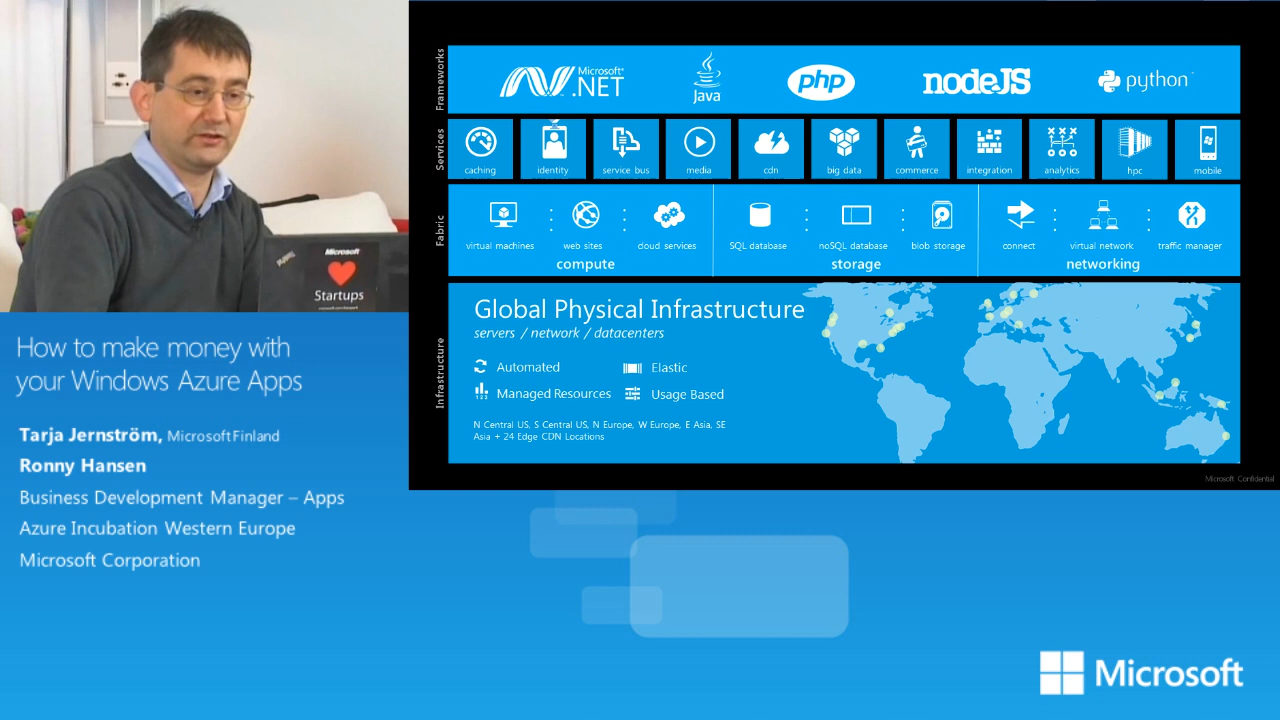 Microsoft
Startups
How to make money with
your Windows Azure Apps
Tarja Jernström, Microsoft Finland
Ronny Hansen
Business Development Manager – Apps
Azure Incubation Western Europe
Microsoft Corporation
Frameworks
Microsoft®
.NET
Java
php
nodeJS
python
Services
caching
identity
service bus
media
cdn
big data
commerce
integration
analytics
hpc
mobile
Fabric
virtual machines
web sites
cloud services
compute
SQL database
noSQL database
blob storage
storage
connect
virtual network
traffic manager
networking
Infrastructure
Global Physical Infrastructure
servers / network / datacenters
Automated
Elastic
123
Managed Resources
Usage Based
N Central US, S Central US, N Europe, W Europe, E Asia, SE
Asia + 24 Edge CDN Locations
Microsoft Confidential
Microsoft